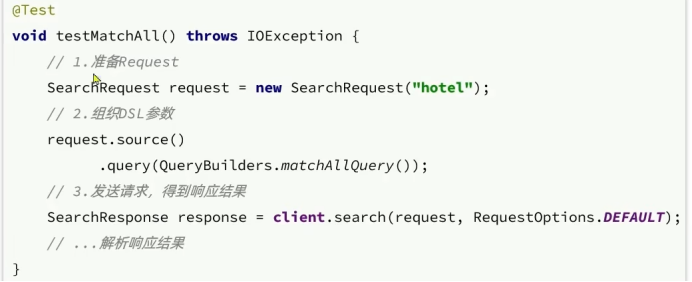 @Test
void testMatchAll() throws IOException {
    // 1.准备Request
    SearchRequest request = new SearchRequest("hotel");
    // 2.组织DSL参数
    request.source()
          .query(QueryBuilders.matchAllQuery());
    // 3.发送请求，得到响应结果
    SearchResponse response = client.search(request, RequestOptions.DEFAULT);
    // ...解析响应结果
}